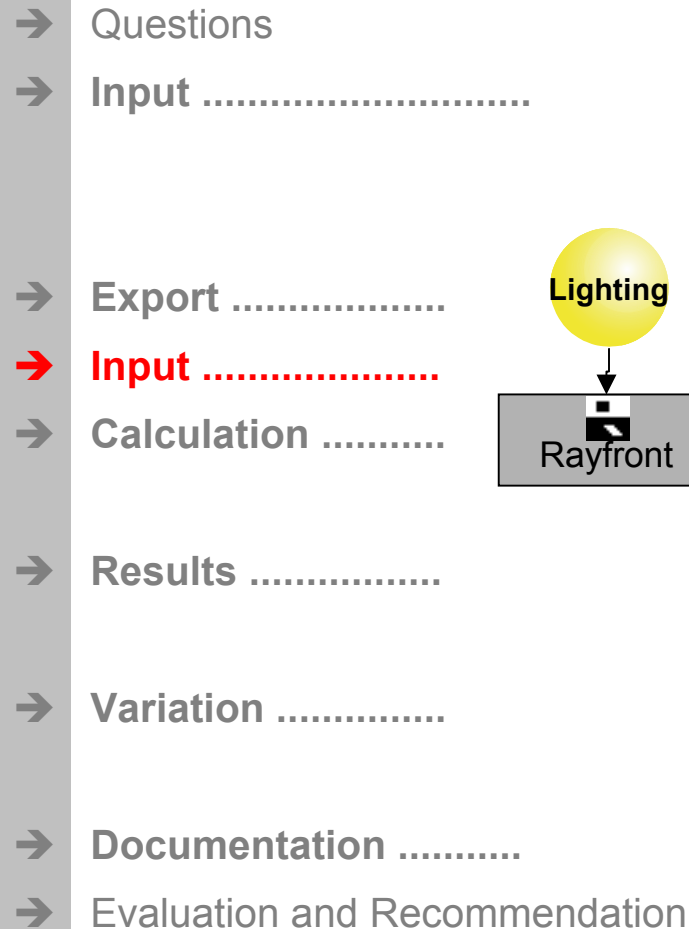 Questions
Input .............................
Export ...................
Lighting
Input .....................
Calculation ...........
Rayfront
Results .................
Variation ...............
Documentation ...........
Evaluation and Recommendation